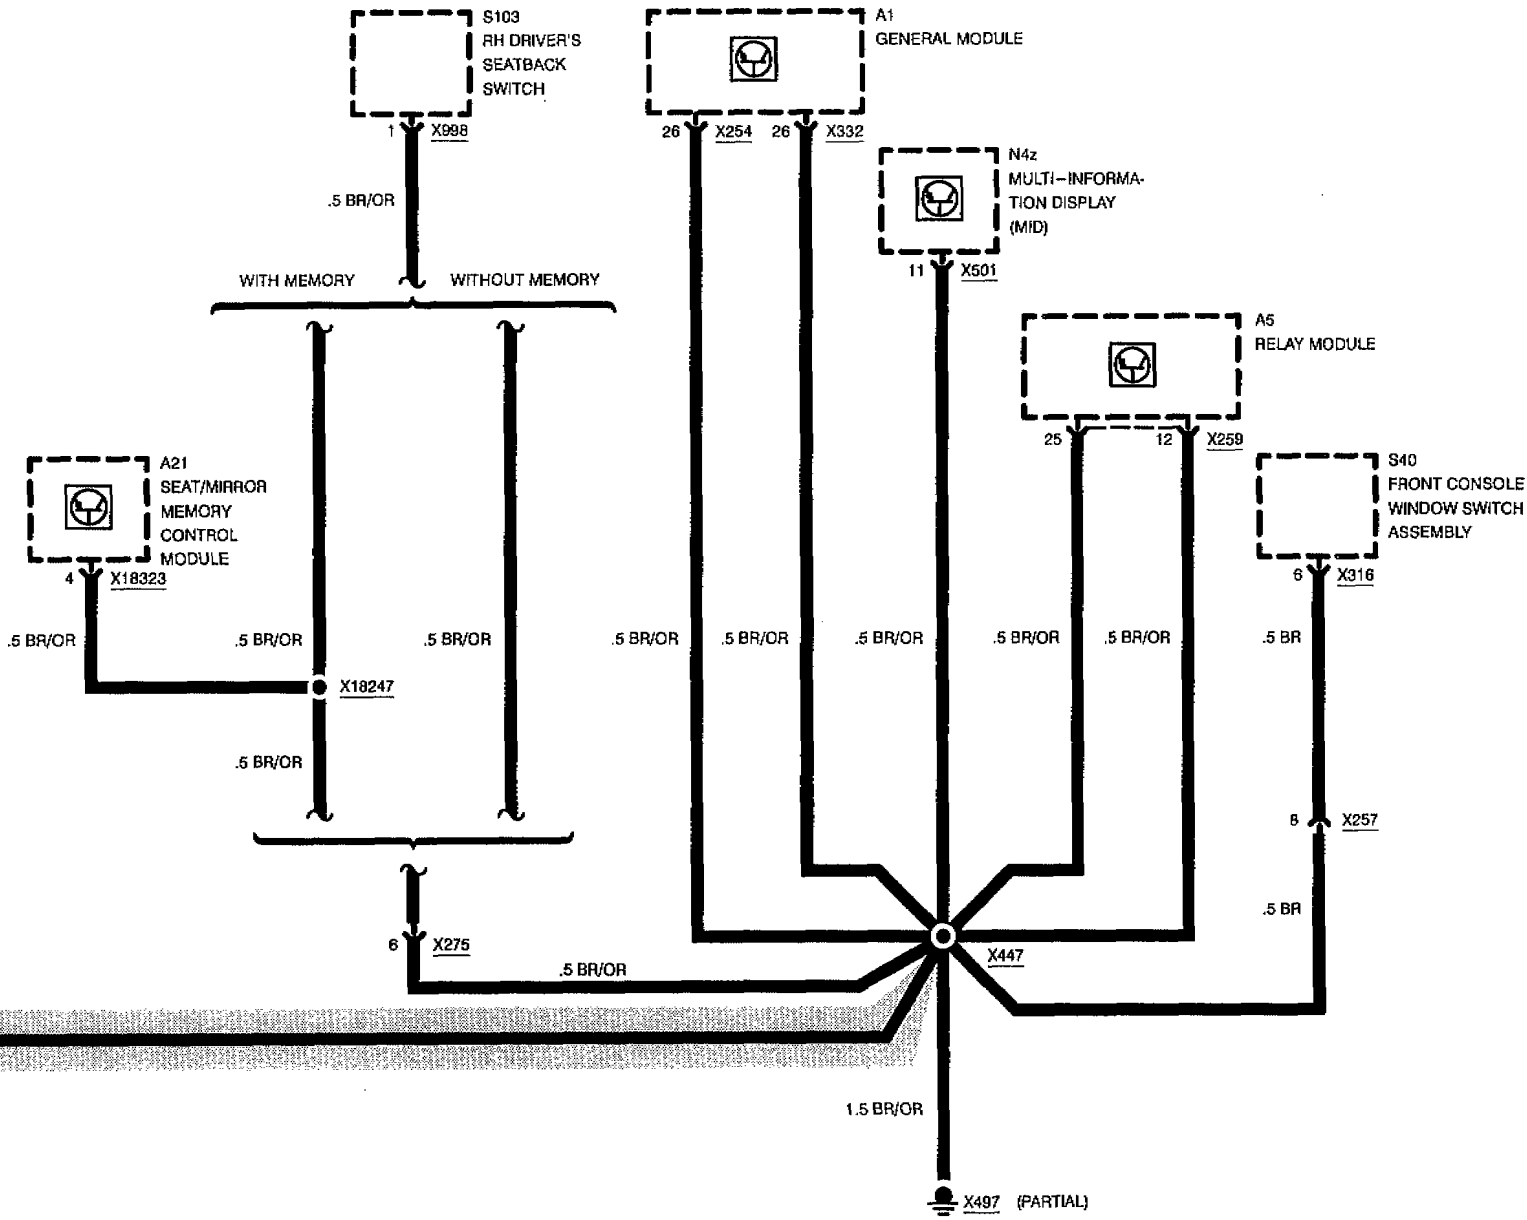 S103
RH DRIVER'S
SEATBACK
SWITCH
1 X998
.5 BR/OR
WITH MEMORY
WITHOUT MEMORY
A1
GENERAL MODULE
26 X254
26 X332
N4z
MULTI-INFORMA-
TION DISPLAY
(MID)
11 X501
A5
RELAY MODULE
25
12 X259
S40
FRONT CONSOLE
WINDOW SWITCH
ASSEMBLY
6 X316
A21
SEAT/MIRROR
MEMORY
CONTROL
MODULE
4 X18323
.5 BR/OR
.5 BR/OR
.5 BR/OR
.5 BR/OR
.5 BR/OR
.5 BR/OR
.5 BR/OR
.5 BR/OR
.5 BR
X18247
.5 BR/OR
X257
.5 BR
6 X275
.5 BR/OR
X447
1.5 BR/OR
X497 (PARTIAL)